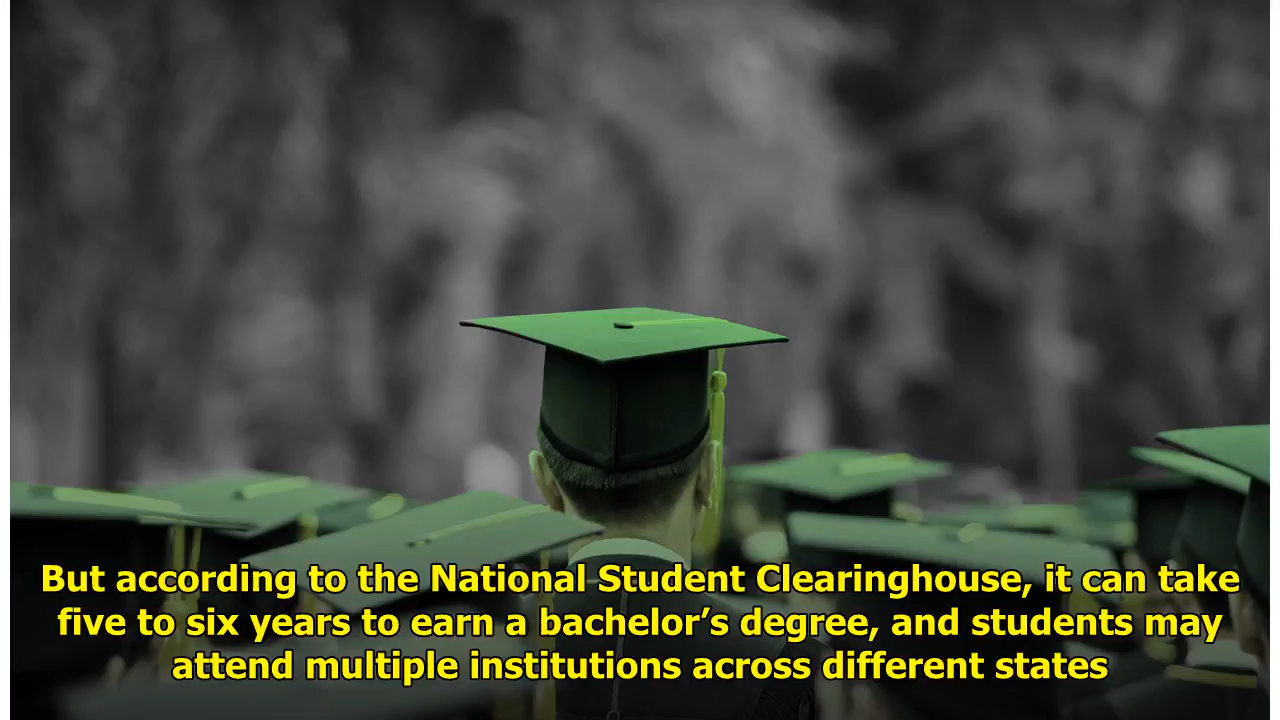 But according to the National Student Clearinghouse, it can take
five to six years to earn a bachelor’s degree, and students may
attend multiple institutions across different states